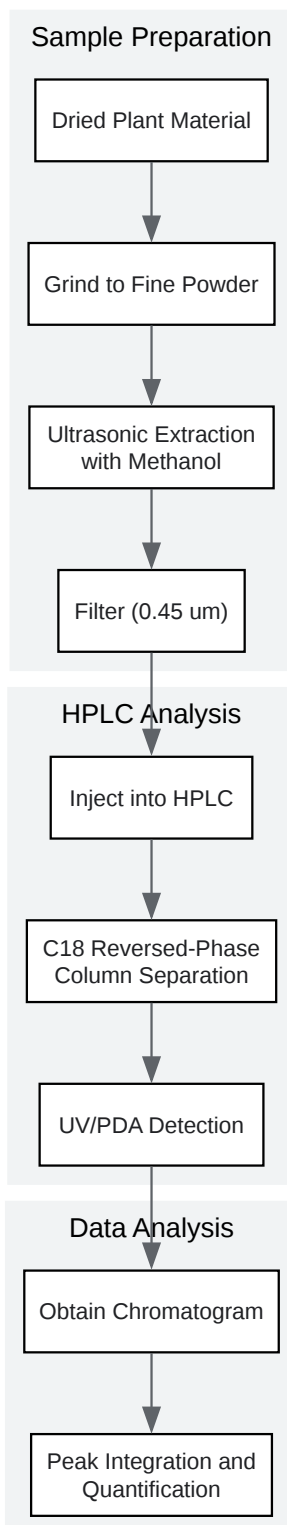 Sample Preparation
Dried Plant Material
Grind to Fine Powder
Ultrasonic Extraction
with Methanol
Filter (0.45 um)
HPLC Analysis
Inject into HPLC
C18 Reversed-Phase
Column Separation
UV/PDA Detection
Data Analysis
Obtain Chromatogram
Peak Integration and
Quantification